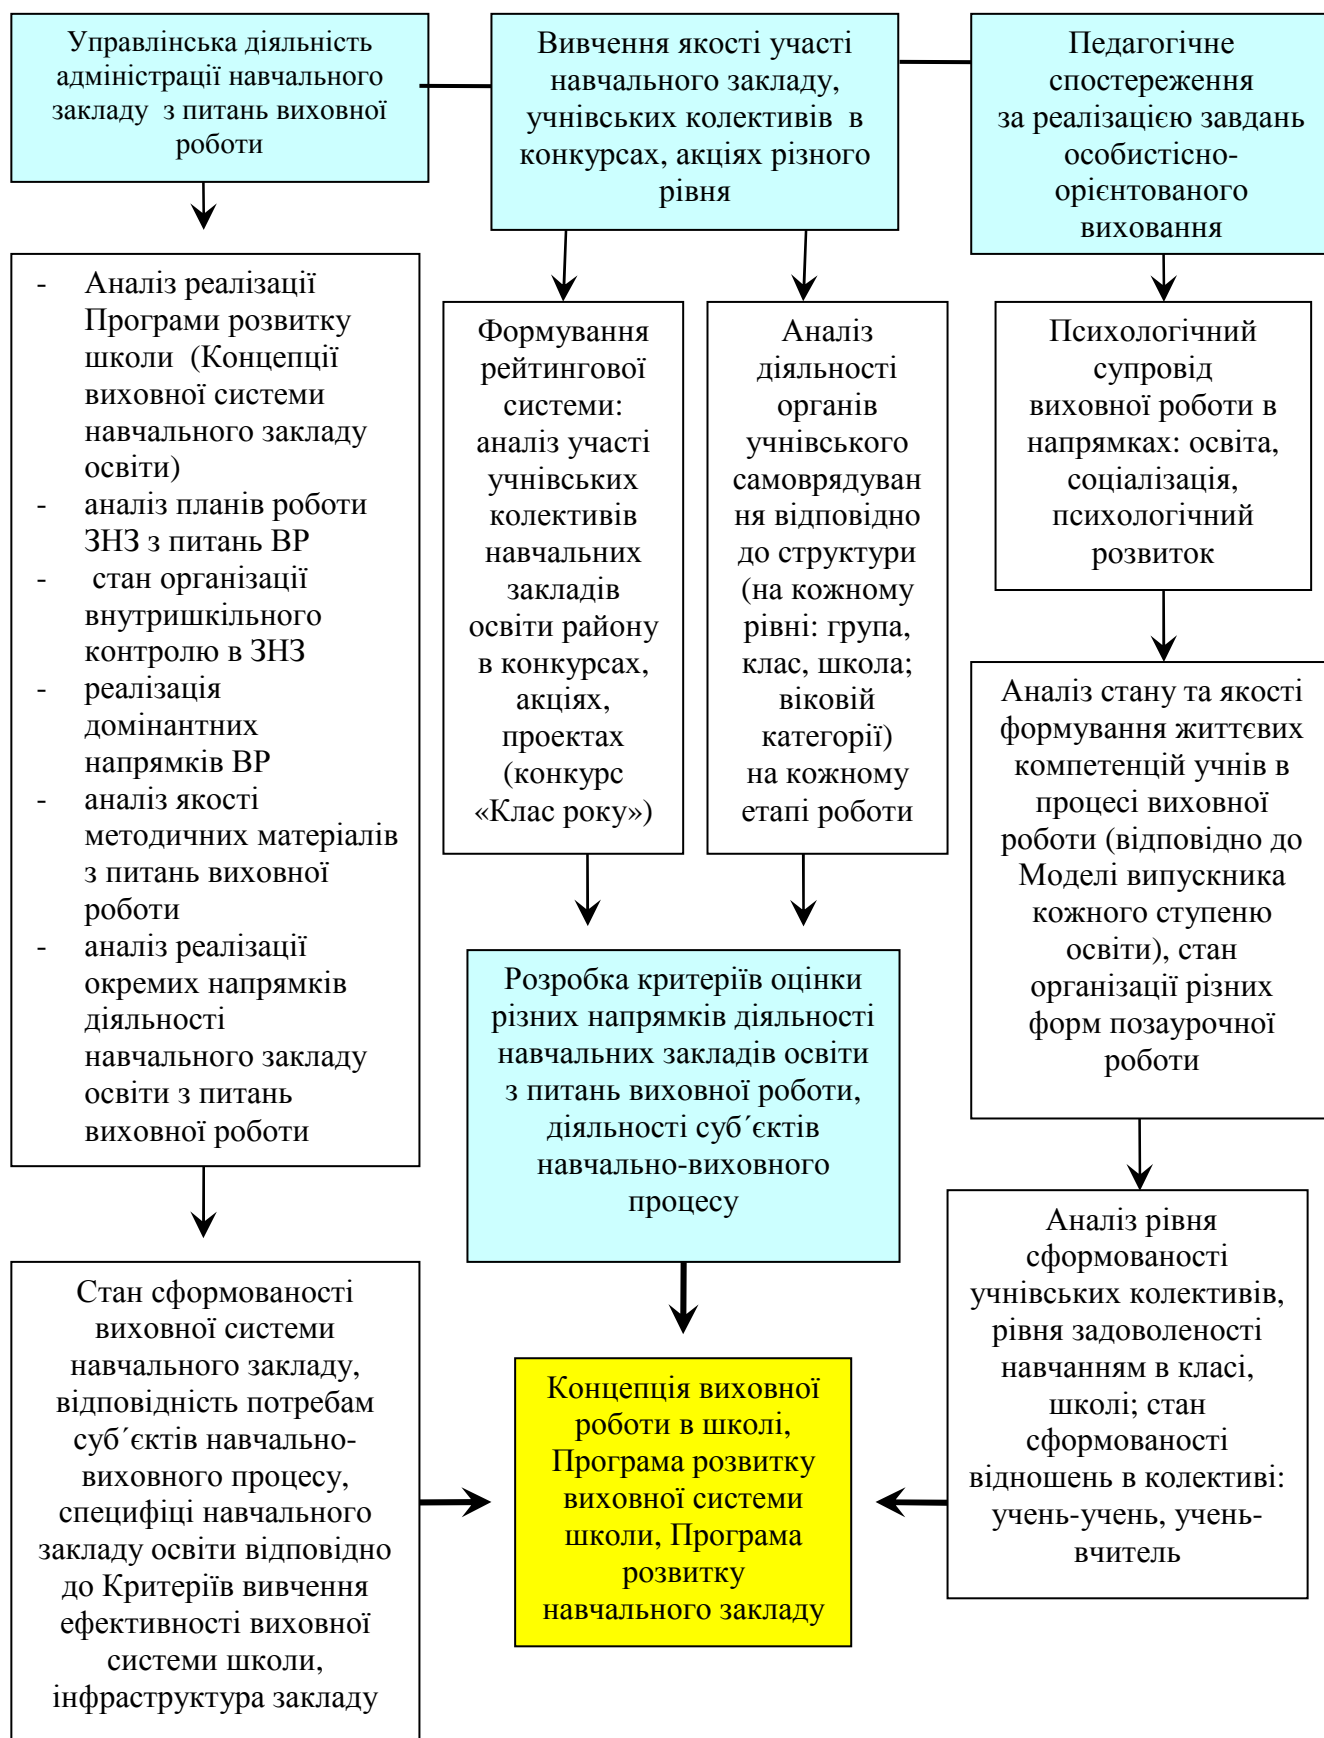 Управлінська діяльність
адміністрації навчального
закладу з питань виховної
роботи
Вивчення якості участі
навчального закладу,
учнівських колективів в
конкурсах, акціях різного
рівня
Педагогічне
спостереження
за реалізацією завдань
особистісно-
орієнтованого
виховання
- Аналіз реалізації
Програми розвитку
школи (Концепції
виховної системи
навчального закладу
освіти)
- аналіз планів роботи
ЗНЗ з питань ВР
- стан організації
внутришкільного
контролю в ЗНЗ
- реалізація
домінантних
напрямків ВР
- аналіз якості
методичних матеріалів
з питань виховної
роботи
- аналіз реалізації
окремих напрямків
діяльності
навчального закладу
освіти з питань
виховної роботи
Формування
рейтингової
системи:
аналіз участі
учнівських
колективів
навчальних
закладів
освіти району
в конкурсах,
акціях,
проектах
(конкурс
«Клас року»)
Аналіз
діяльності
органів
учнівського
самоврядуван
ня відповідно
до структури
(на кожному
рівні: група,
клас, школа;
віковій
категорії)
на кожному
етапі роботи
Психологічний
супровід
виховної роботи в
напрямках: освіта,
соціалізація,
психологічний
розвиток
Аналіз стану та якості
формування життєвих
компетенцій учнів в
процесі виховної
роботи (відповідно до
Моделі випускника
кожного ступеню
освіти), стан
організації різних
форм позаурочної
роботи
Розробка критеріїв оцінки
різних напрямків діяльності
навчальних закладів освіти
з питань виховної роботи,
діяльності суб´єктів
навчально-виховного
процесу
Аналіз рівня
сформованості
учнівських колективів,
рівня задоволеності
навчанням в класі,
школі; стан
сформованості
відношень в колективі:
учень-учень, учень-
вчитель
Стан сформованості
виховної системи
навчального закладу,
відповідність потребам
суб´єктів навчально-
виховного процесу,
специфіці навчального
закладу освіти відповідно
до Критеріїв вивчення
ефективності виховної
системи школи,
інфраструктура закладу
Концепція виховної
роботи в школі,
Програма розвитку
виховної системи
школи, Програма
розвитку
навчального закладу